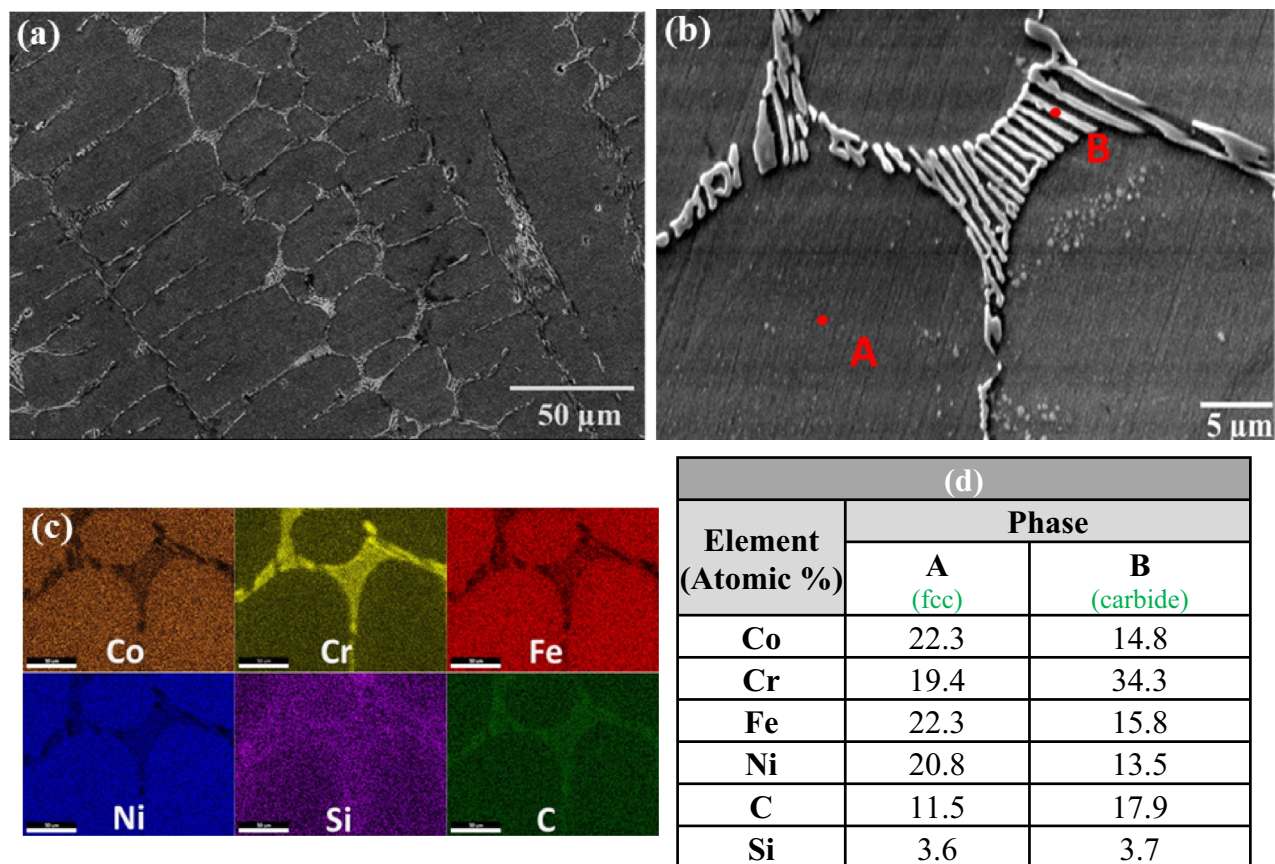 (a)
50 µm
(b)
B
A
5 µm
(c)
Co
Cr
Fe
Ni
Si
C
(d)
Element (Atomic %)
Phase
A (fcc)
B (carbide)
Co 22.3 14.8
Cr 19.4 34.3
Fe 22.3 15.8
Ni 20.8 13.5
C 11.5 17.9
Si 3.6 3.7